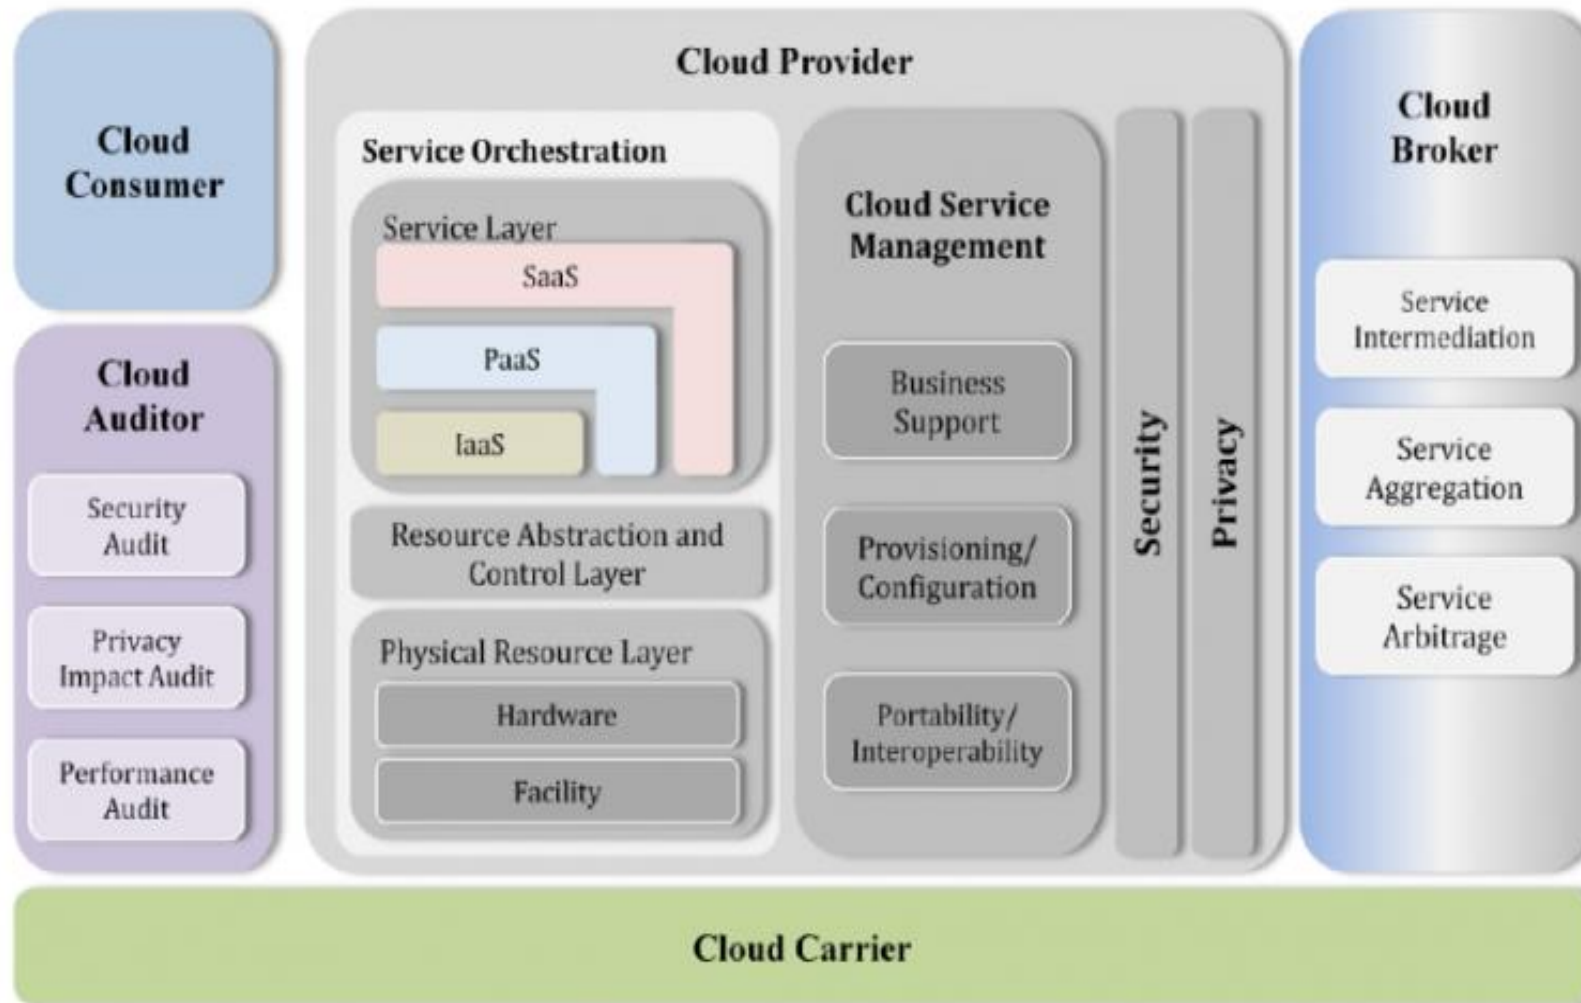 Cloud
Consumer
Cloud
Auditor
Security
Audit
Privacy
Impact Audit
Performance
Audit
Cloud Provider
Service Orchestration
Service Layer
SaaS
PaaS
IaaS
Resource Abstraction and
Control Layer
Physical Resource Layer
Hardware
Facility
Cloud Service
Management
Business
Support
Provisioning/
Configuration
Portability/
Interoperability
Security
Privacy
Cloud
Broker
Service
Intermediation
Service
Aggregation
Service
Arbitrage
Cloud Carrier